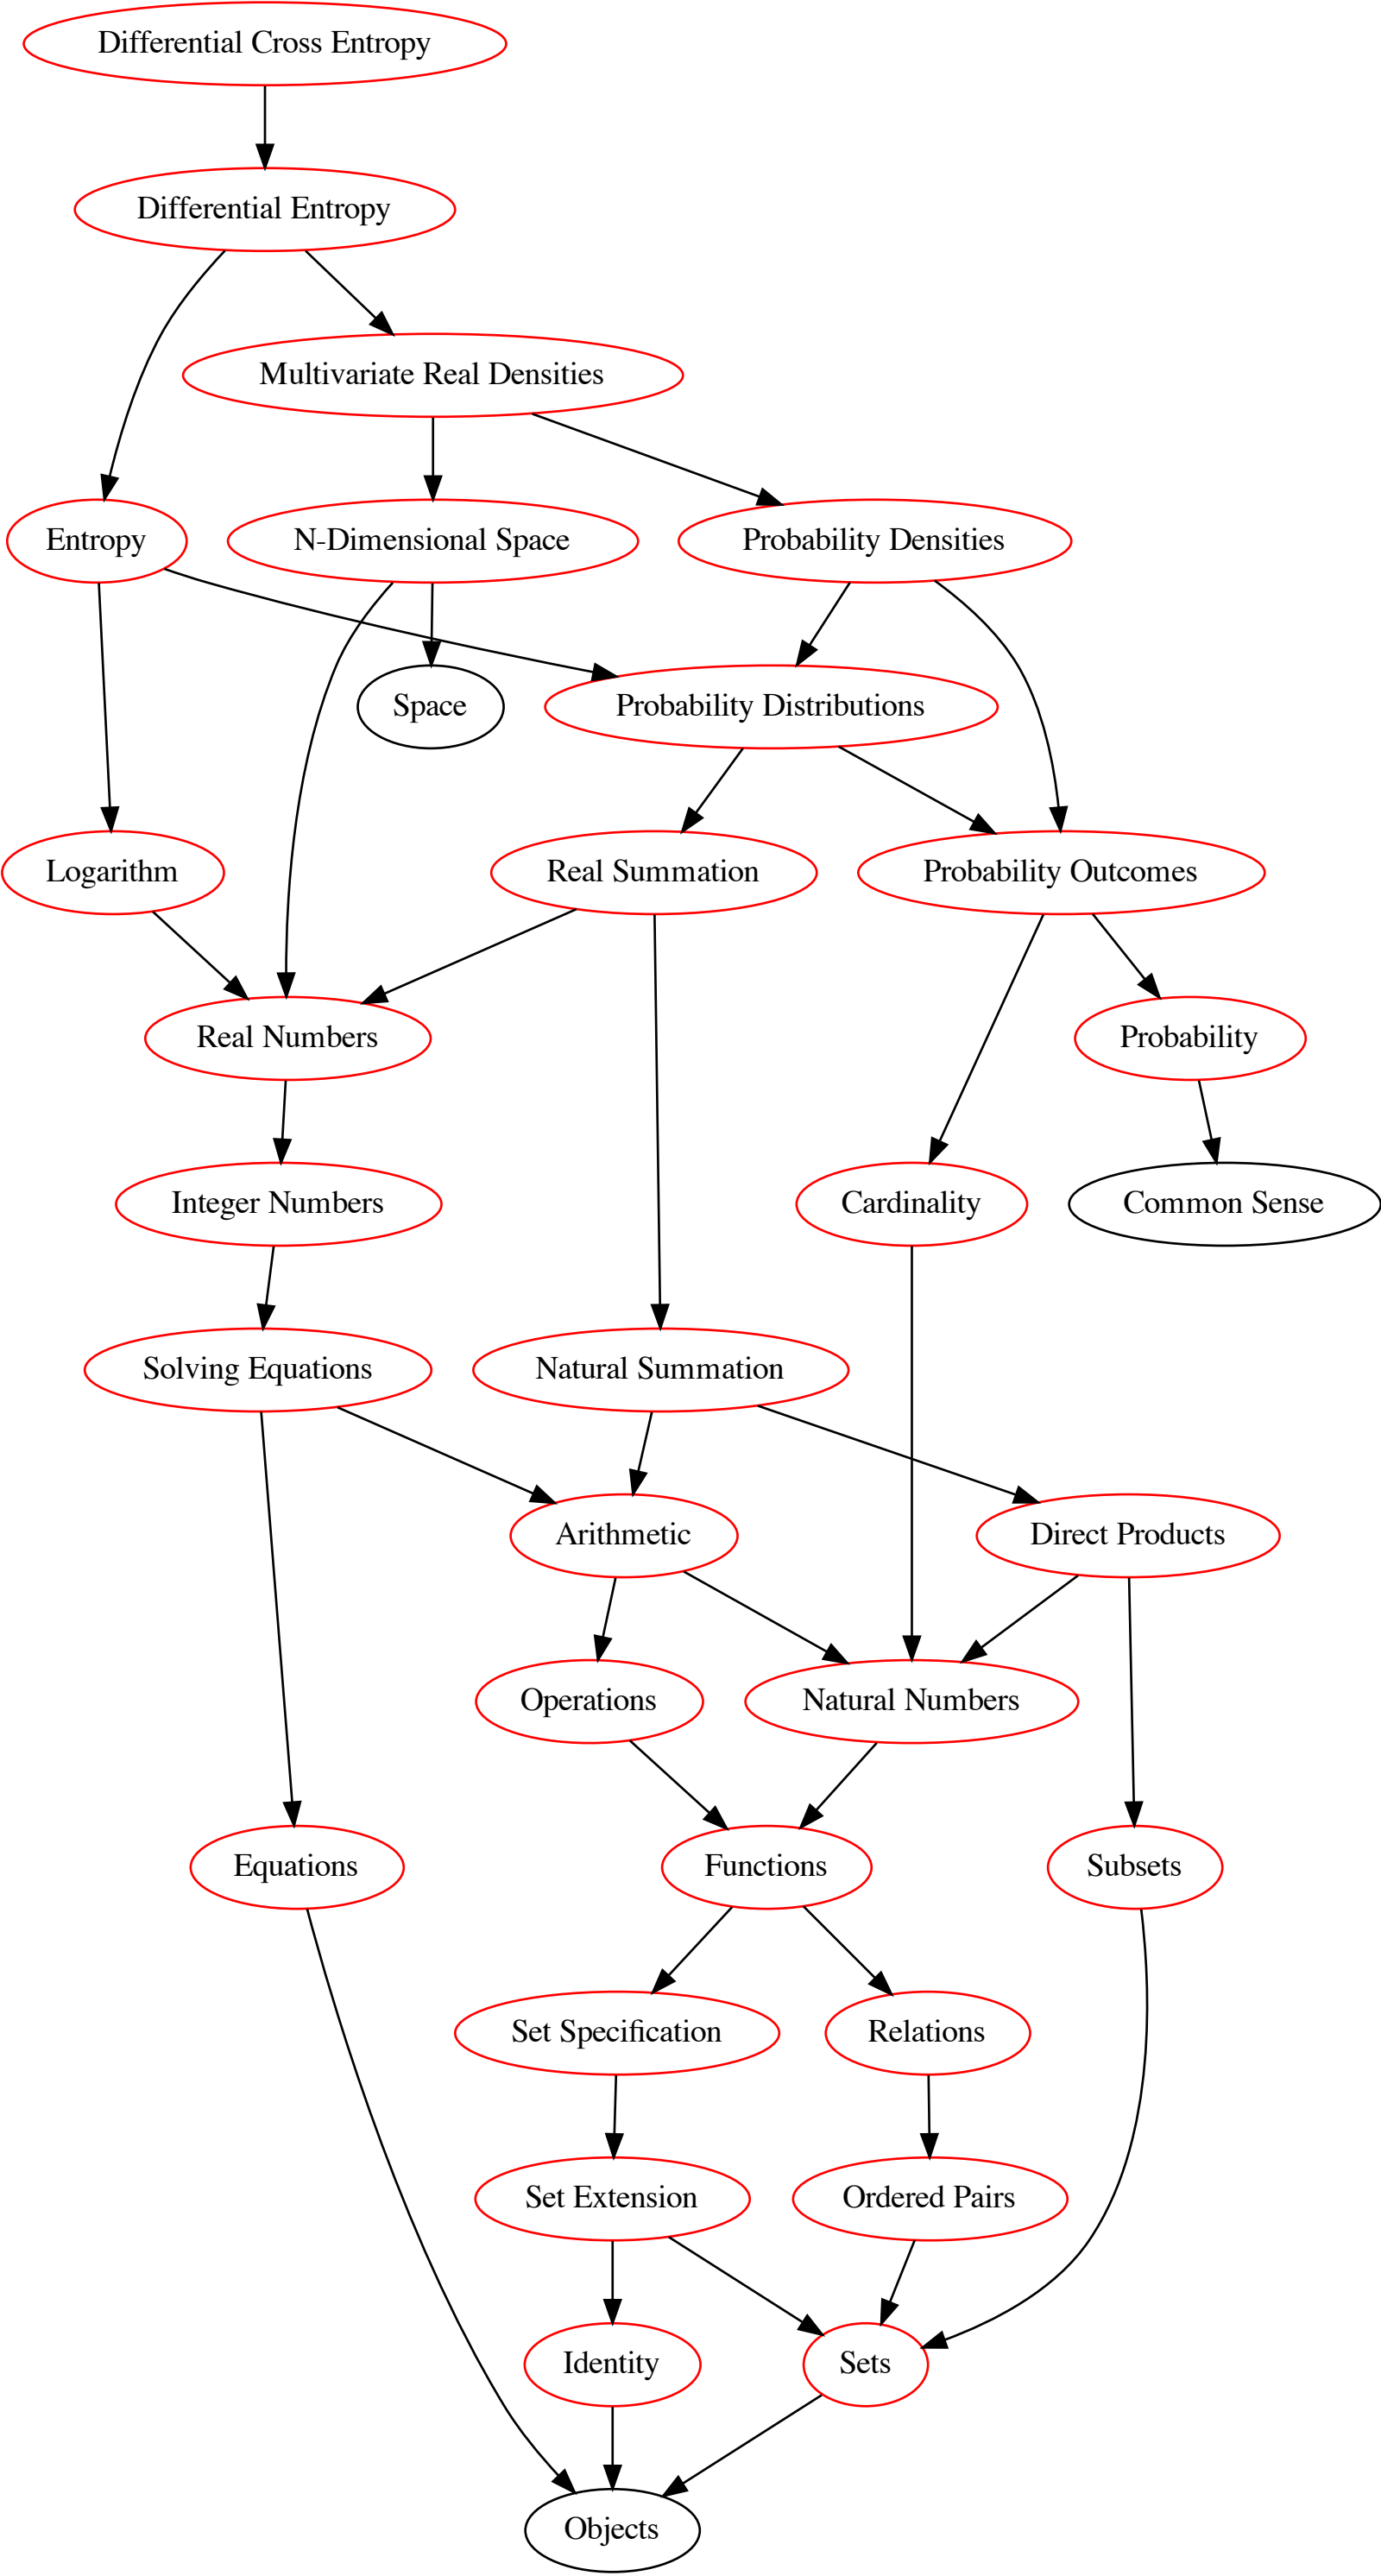 Differential Cross Entropy
Differential Entropy
Multivariate Real Densities
Entropy
N-Dimensional Space
Probability Densities
Space
Probability Distributions
Logarithm
Real Summation
Probability Outcomes
Real Numbers
Probability
Integer Numbers
Cardinality
Common Sense
Solving Equations
Natural Summation
Arithmetic
Direct Products
Operations
Natural Numbers
Equations
Functions
Subsets
Set Specification
Relations
Set Extension
Ordered Pairs
Identity
Sets
Objects